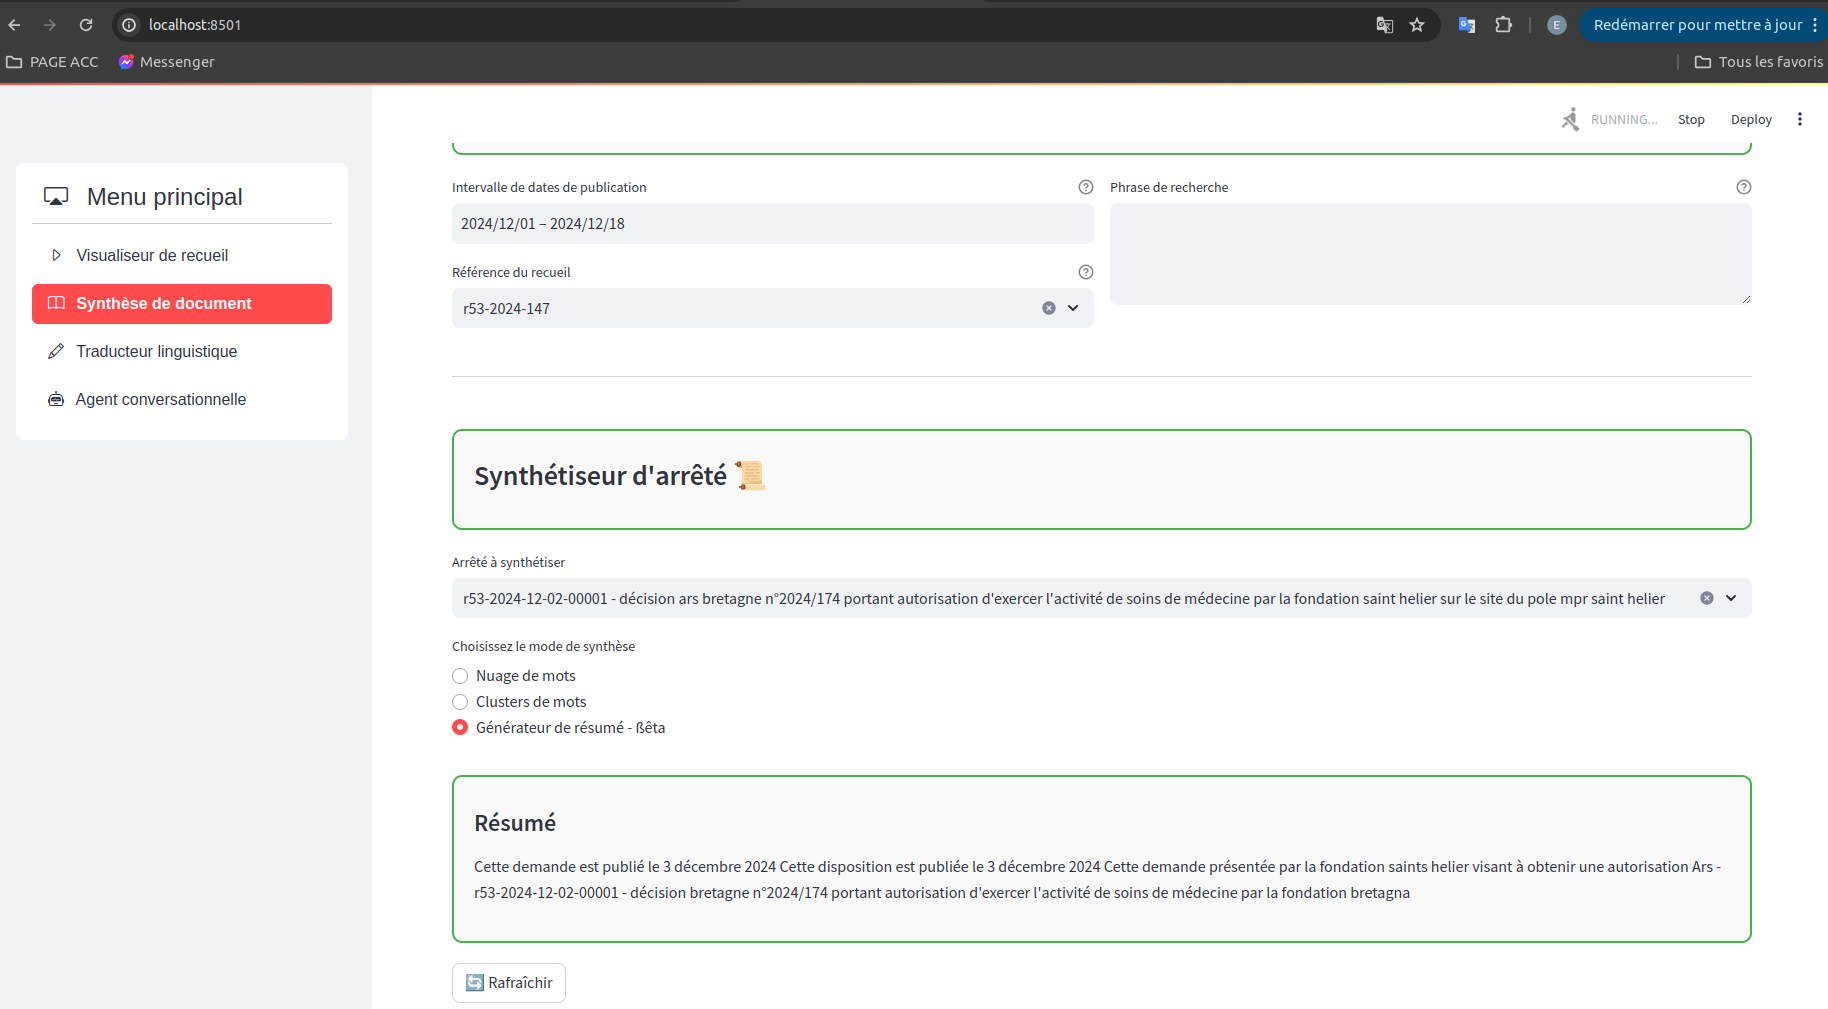 localhost:8501
E
Redémarrer pour mettre à jour
PAGE ACC
Messenger
Tous les favoris
RUNNING...
Stop
Deploy
Menu principal
Visualiseur de recueil
Synthèse de document
Traducteur linguistique
Agent conversationnelle
Intervalle de dates de publication
2024/12/01 – 2024/12/18
Référence du recueil
r53-2024-147
Phrase de recherche
Synthétiseur d'arrêté
Arrêté à synthétiser
r53-2024-12-02-00001 - décision ars bretagne n°2024/174 portant autorisation d'exercer l'activité de soins de médecine par la fondation saint helier sur le site du pole mpr saint helier
Choisissez le mode de synthèse
Nuage de mots
Clusters de mots
Générateur de résumé - ßêta
Résumé
Cette demande est publié le 3 décembre 2024 Cette disposition est publiée le 3 décembre 2024 Cette demande présentée par la fondation saints helier visant à obtenir une autorisation Ars -
r53-2024-12-02-00001 - décision bretagne n°2024/174 portant autorisation d'exercer l'activité de soins de médecine par la fondation bretagna
Rafraîchir